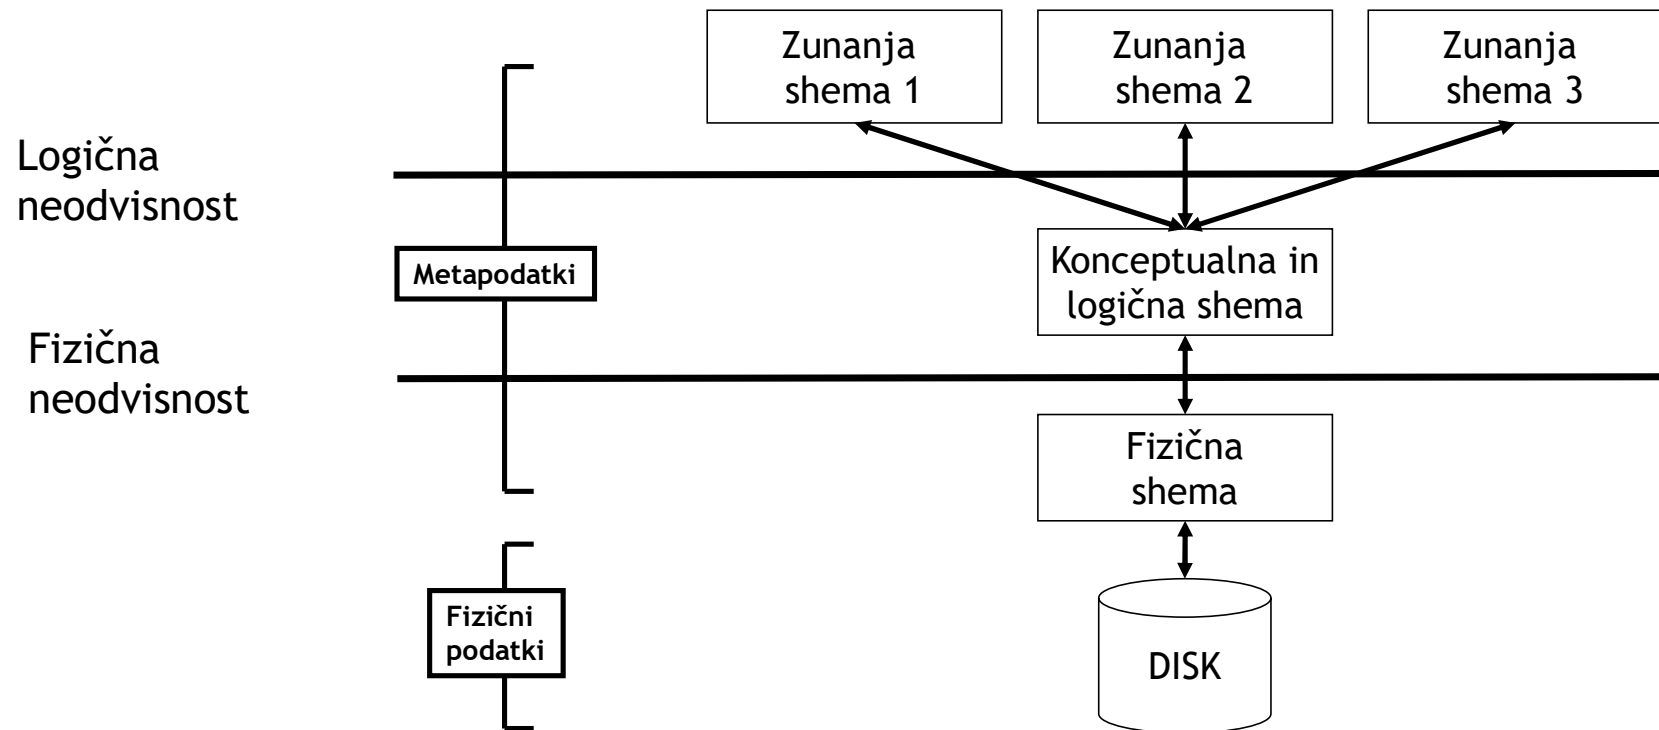 Zunanja
shema 1
Zunanja
shema 2
Zunanja
shema 3
Logična
neodvisnost
Metapodatki
Konceptualna in
logična shema
Fizična
neodvisnost
Fizična
shema
Fizični
podatki
DISK